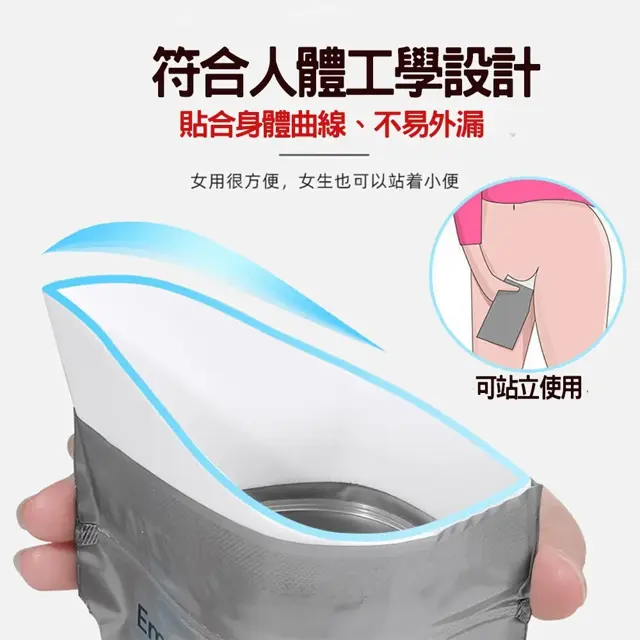 符合人體工學設計
貼合身體曲線、不易外漏
女用很方便，女生也可以站着小便
可站立使用
Em